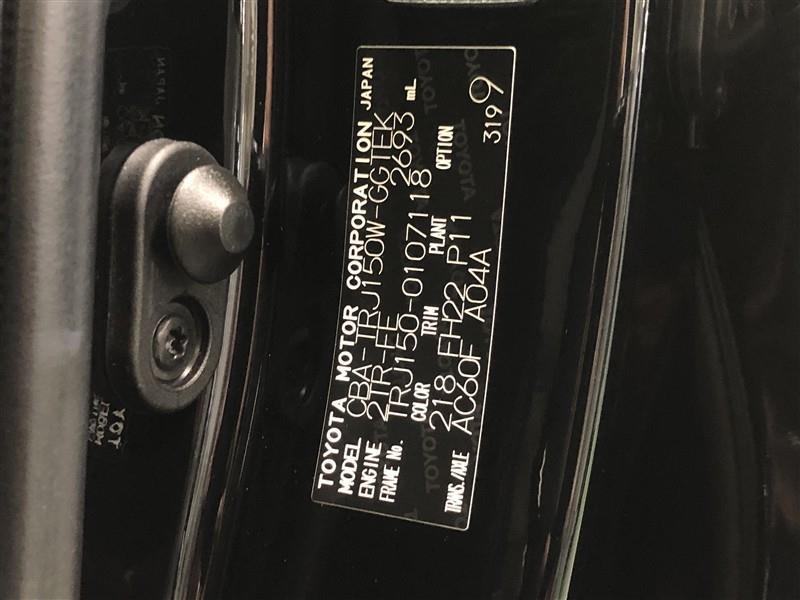 TOYOTA MOTOR CORPORATION JAPAN
MODEL CBA-TRJ150W-GGTEK
ENGINE 2TR-FE 2693 mL
FRAME No. TRJ150-0107118
COLOR TRIM PLANT OPTION
218 FH22 P11 3199
TRANS./AXLE AC60F A04A